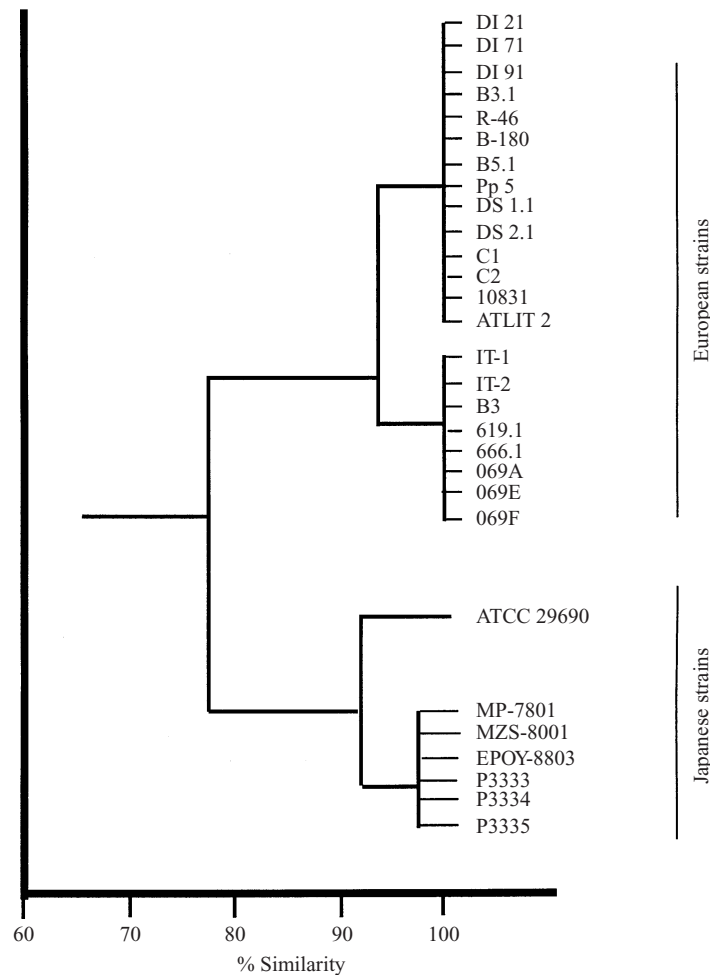 DI 21
DI 71
DI 91
B3.1
R-46
B-180
B5.1
Pp 5
DS 1.1
DS 2.1
C1
C2
10831
ATLIT 2
IT-1
IT-2
B3
619.1
666.1
069A
069E
069F
European strains
ATCC 29690
MP-7801
MZS-8001
EPOY-8803
P3333
P3334
P3335
Japanese strains
60 70 80 90 100
% Similarity